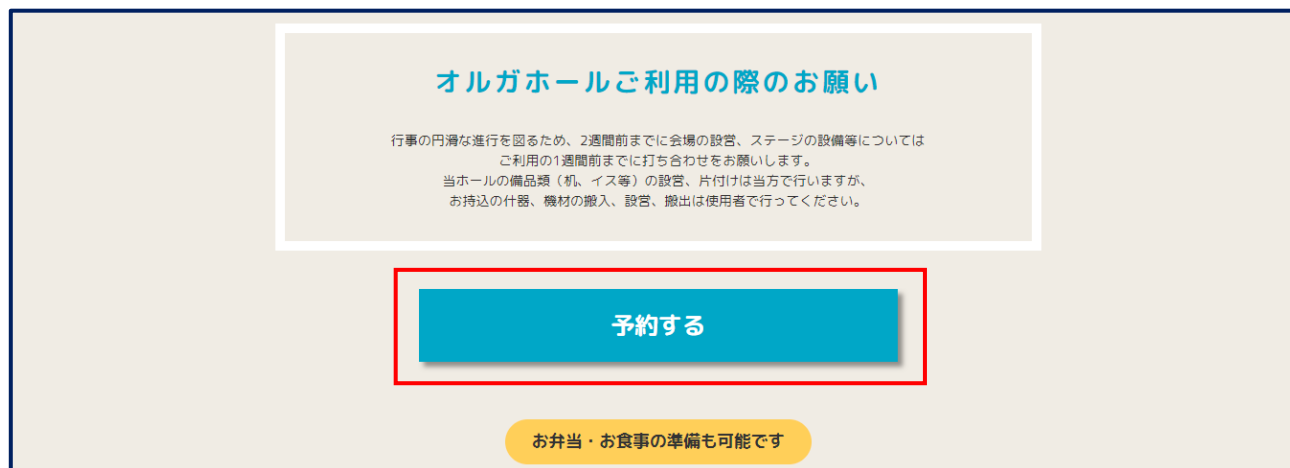 オルガホールご利用の際のお願い
行事の円滑な進行を図るため、2週間前までに会場の設営、ステージの設備等については
ご利用の1週間前までに打ち合わせをお願いします。
当ホールの備品類（机、イス等）の設営、片付けは当方で行いますが、
お持込の什器、機材の搬入、設営、搬出は使用者で行ってください。
予約する
お弁当・お食事の準備も可能です